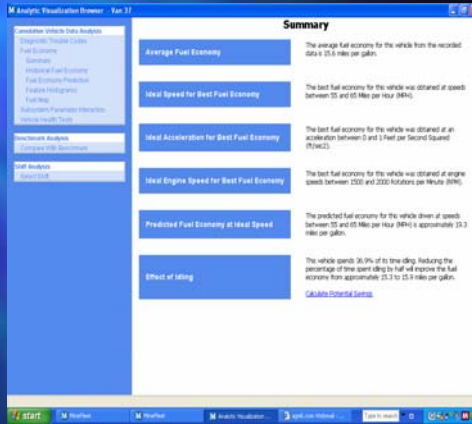 Analytic Visualization Browser - Van 37
Cumulative Vehicle Data Analysis
Diagnostic Trouble Codes
Fuel Economy
Summary
Historical Fuel Economy
Fuel Economy Prediction
Feature Histograms
Fuel Map
Subsystem Parameter Interaction
Vehicle Health Tests
Benchmark Analysis
Compare With Benchmark
Shift Analysis
Select Shift
Summary
Average Fuel Economy
The average fuel economy for this vehicle from the recorded
data is 15.6 miles per gallon.
Ideal Speed for Best Fuel Economy
The best fuel economy for this vehicle was obtained at speeds
between 55 and 65 Miles per Hour (MPH).
Ideal Acceleration for Best Fuel Economy
The best fuel economy for this vehicle was obtained at an
acceleration between 0 and 1 Feet per Second Squared
(ft/sec2).
Ideal Engine Speed for Best Fuel Economy
The best fuel economy for this vehicle was obtained at engine
speeds between 1500 and 2000 Rotations per Minute (RPM).
Predicted Fuel Economy at Ideal Speed
The predicted fuel economy for this vehicle driven at speeds
between 55 and 65 Miles per Hour (MPH) is approximately 19.3
miles per gallon.
Effect of Idling
This vehicle spends 36.9% of its time idling. Reducing the
percentage of time spent idling by half will improve the fuel
economy from approximately 15.3 to 15.9 miles per gallon.
Calculate Potential Savings
start
MineFleet
MineFleet
Analytic Visualization ...
Type to search